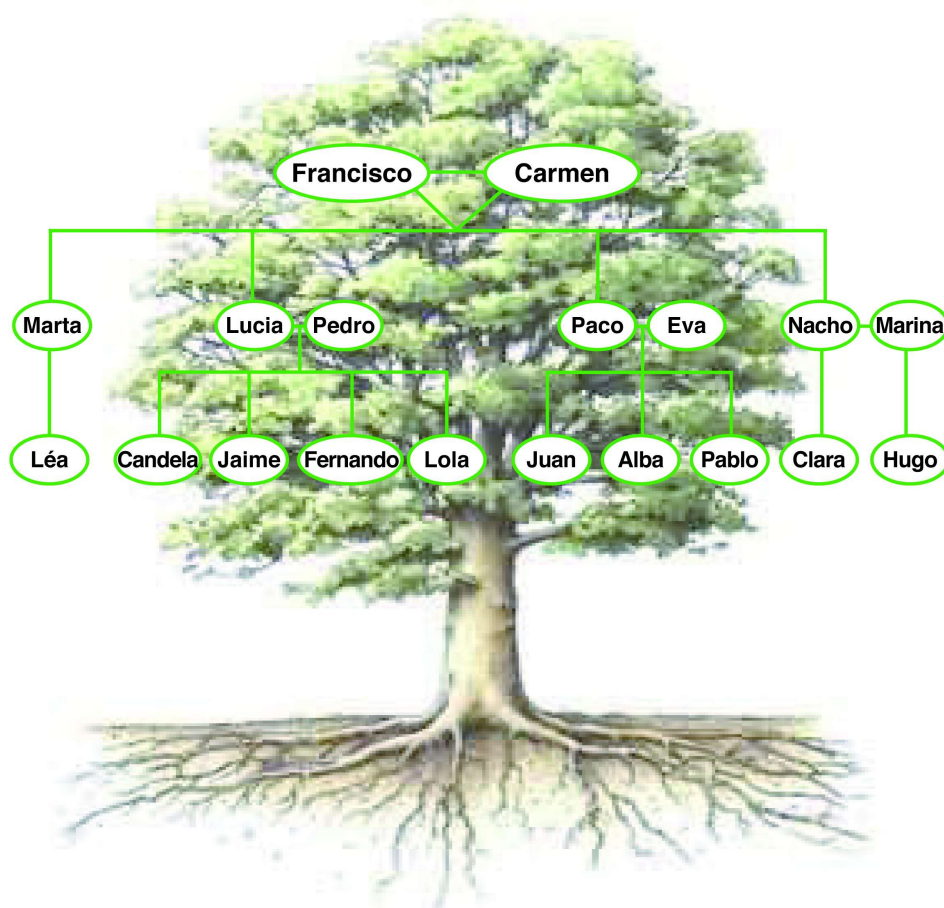 Francisco Carmen
Marta Lucia Pedro Paco Eva Nacho Marina
Léa Candela Jaime Fernando Lola Juan Alba Pablo Clara Hugo